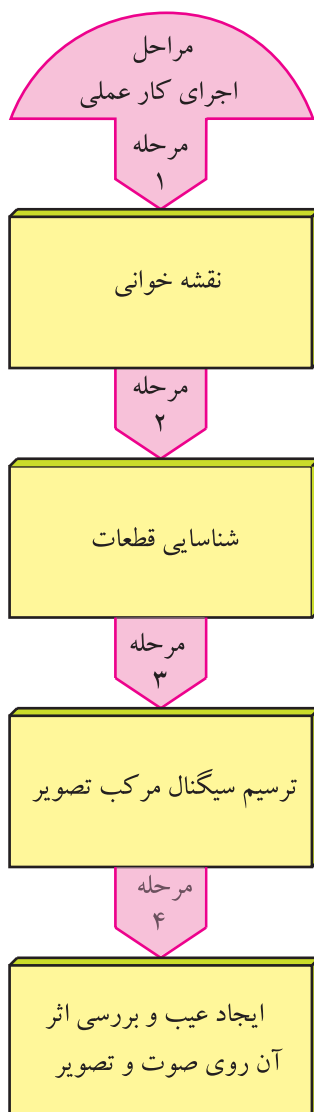 مراحل
اجرای کار عملی
مرحله
۱
نقشه خوانی
مرحله
۲
شناسایی قطعات
مرحله
۳
ترسیم سیگنال مرکب تصویر
مرحله
۴
ایجاد عیب و بررسی اثر
آن روی صوت و تصویر